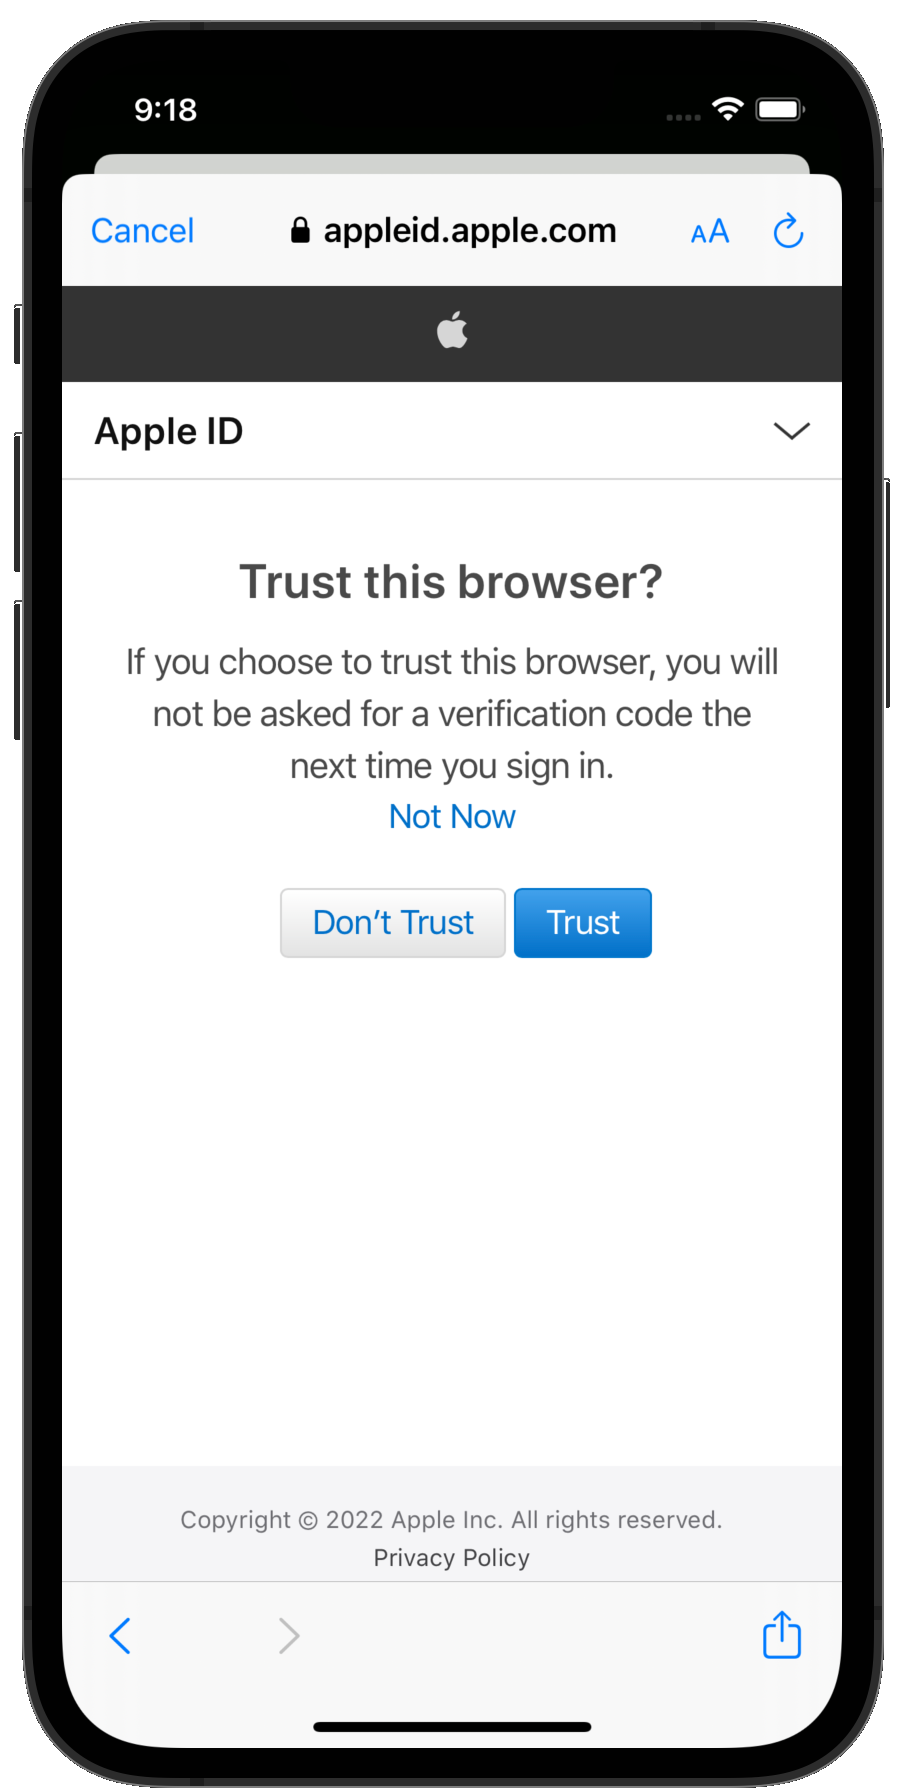 9:18
Cancel appleid.apple.com AA
Apple ID
Trust this browser?
If you choose to trust this browser, you will
not be asked for a verification code the
next time you sign in.
Not Now
Don’t Trust Trust
Copyright © 2022 Apple Inc. All rights reserved.
Privacy Policy